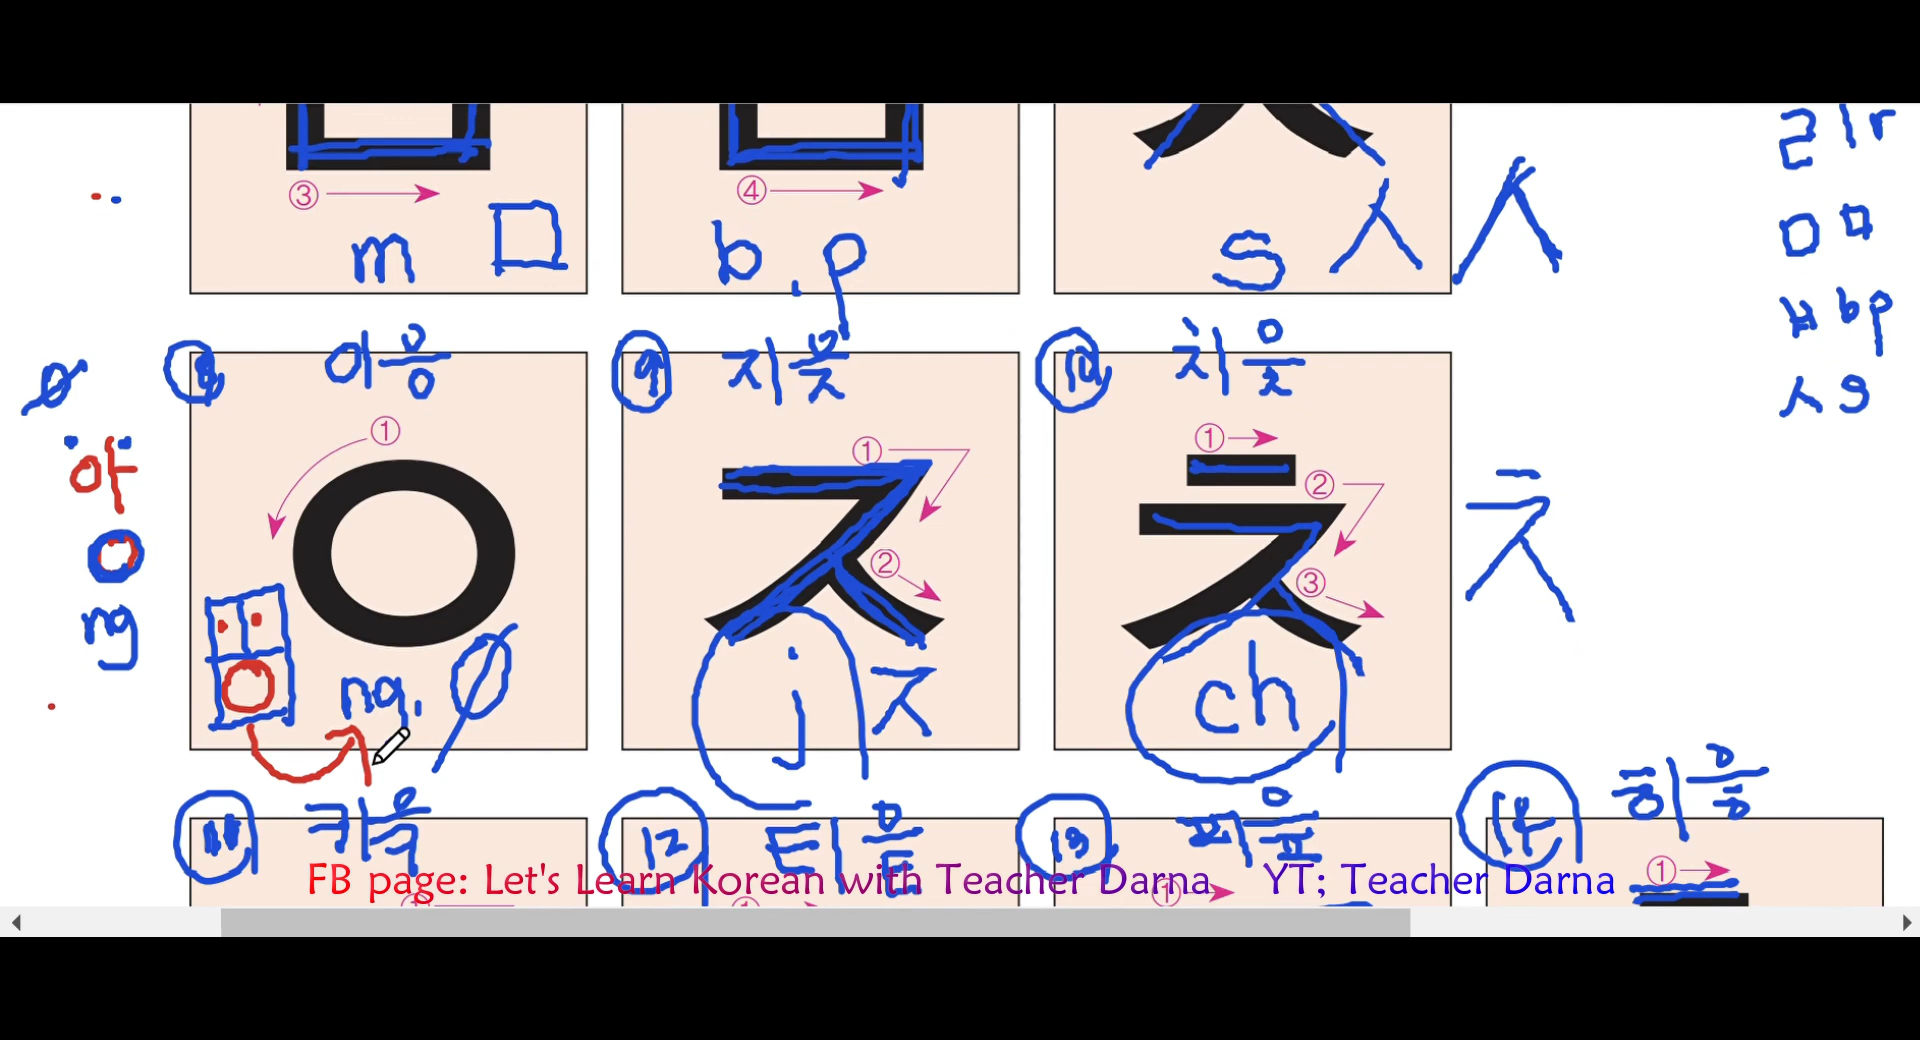 ㄹ l r
③ ④
m ㅁ b, p s ㅅ ㅅ
ㅁ ㅁ
ㅂ b p
ㅅ s
8 이 응 9 지 읒 10 치 읓
ø
① ① ① ②
아
ㅇ
② ③ ㅊ
ng
ng, ø j ㅈ ch
11 키 읔 12 티 읕 13 피 읖 14 히 읗
FB page: Let's Learn Korean with Teacher Darna YT; Teacher Darna
① ①